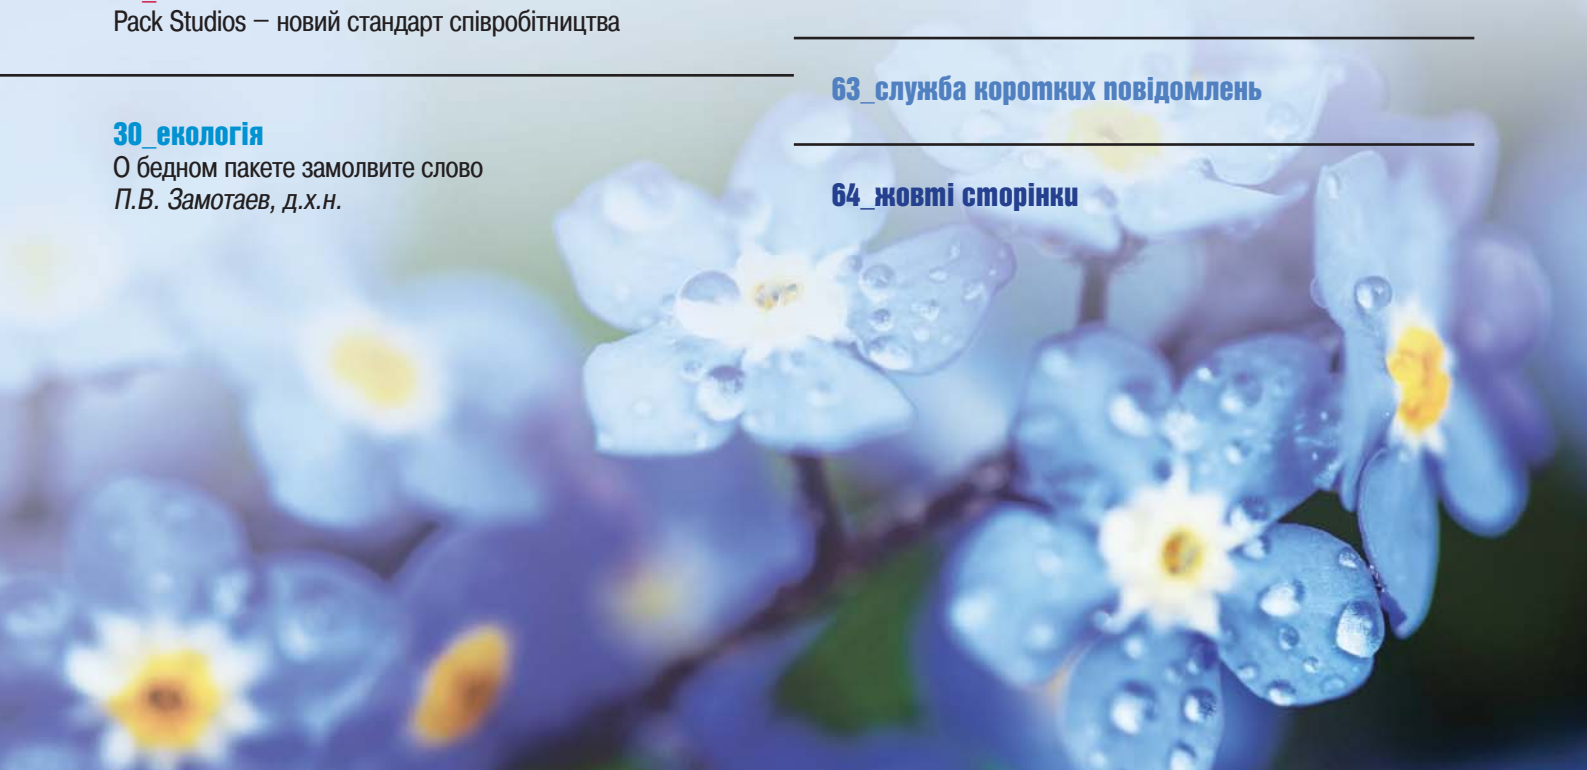 Pack Studios – новий стандарт співробітництва
30_екологія
О бедном пакете замолвите слово
П.В. Замотаев, д.х.н.
63_служба коротких повідомлень
64_жовті сторінки